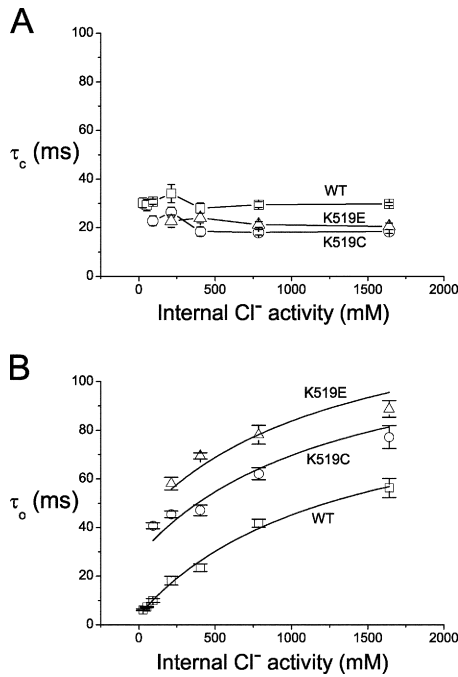 A
100
80
60
40
20
0
τc (ms)
WT
K519E
K519C
0 500 1000 1500 2000
Internal Cl⁻ activity (mM)
B
100
80
60
40
20
0
τo (ms)
K519E
K519C
WT
0 500 1000 1500 2000
Internal Cl⁻ activity (mM)